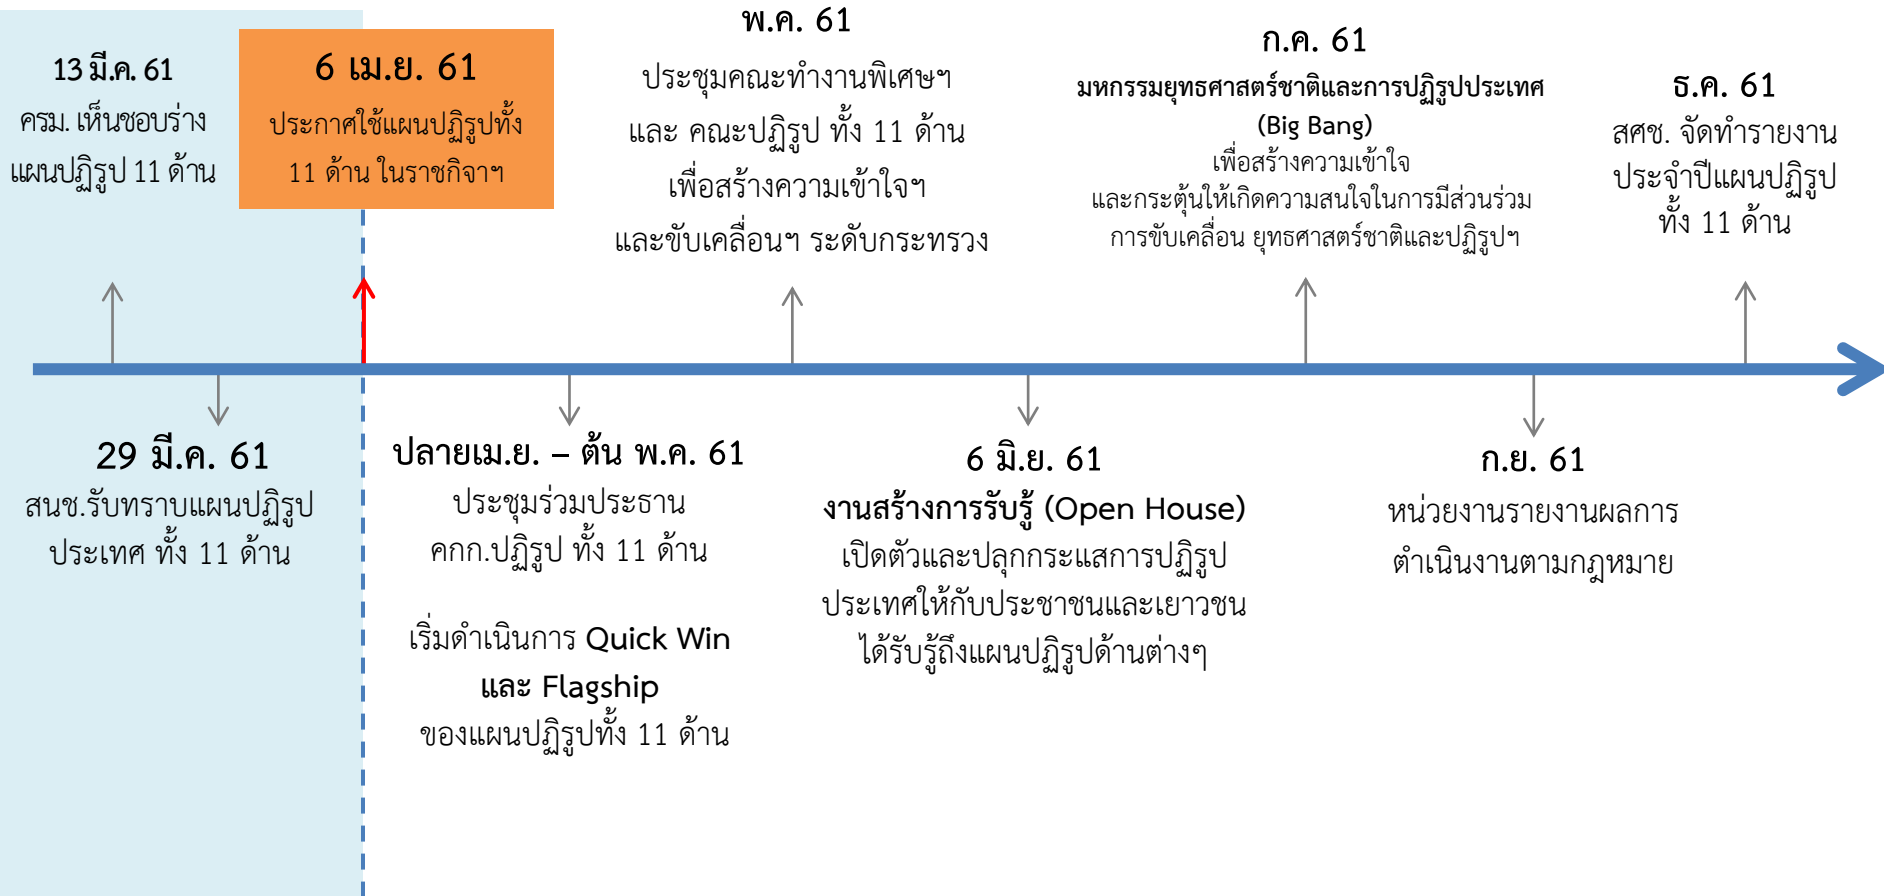 13 มี.ค. 61
ครม. เห็นชอบร่าง
แผนปฏิรูป 11 ด้าน
6 เม.ย. 61
ประกาศใช้แผนปฏิรูปทั้ง
11 ด้าน ในราชกิจาฯ
พ.ค. 61
ประชุมคณะทำงานพิเศษฯ
และ คณะปฏิรูป ทั้ง 11 ด้าน
เพื่อสร้างความเข้าใจฯ
และขับเคลื่อนฯ ระดับกระทรวง
ก.ค. 61
มหกรรมยุทธศาสตร์ชาติและการปฏิรูปประเทศ
(Big Bang)
เพื่อสร้างความเข้าใจ
และกระตุ้นให้เกิดความสนใจในการมีส่วนร่วม
การขับเคลื่อน ยุทธศาสตร์ชาติและปฏิรูปฯ
ธ.ค. 61
สศช. จัดทำรายงาน
ประจำปีแผนปฏิรูป
ทั้ง 11 ด้าน
29 มี.ค. 61
สนช.รับทราบแผนปฏิรูป
ประเทศ ทั้ง 11 ด้าน
ปลายเม.ย. – ต้น พ.ค. 61
ประชุมร่วมประธาน
คกก.ปฏิรูป ทั้ง 11 ด้าน
เริ่มดำเนินการ Quick Win
และ Flagship
ของแผนปฏิรูปทั้ง 11 ด้าน
6 มิ.ย. 61
งานสร้างการรับรู้ (Open House)
เปิดตัวและปลุกกระแสการปฏิรูป
ประเทศให้กับประชาชนและเยาวชน
ได้รับรู้ถึงแผนปฏิรูปด้านต่างๆ
ก.ย. 61
หน่วยงานรายงานผลการ
ดำเนินงานตามกฎหมาย